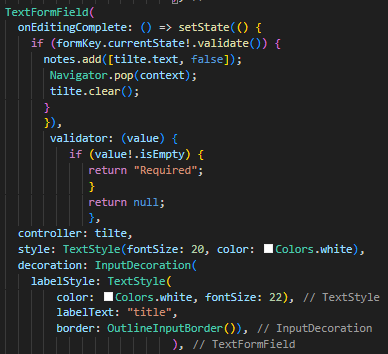 TextFormField(
onEditingComplete: () => setState(() {
if (formKey.currentState!.validate()) {
notes.add([tilte.text, false]);
Navigator.pop(context);
tilte.clear();
}
}),
validator: (value) {
if (value!.isEmpty) {
return "Required";
}
return null;
},
controller: tilte,
style: TextStyle(fontSize: 20, color: Colors.white),
decoration: InputDecoration(
labelStyle: TextStyle(
color: Colors.white, fontSize: 22), // TextStyle
labelText: "title",
border: OutlineInputBorder()), // InputDecoration
), // TextFormField